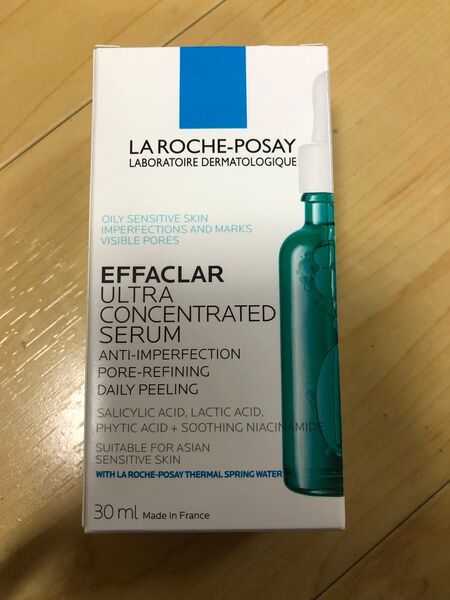 LA ROCHE-POSAY
LABORATOIRE DERMATOLOGIQUE
OILY SENSITIVE SKIN
IMPERFECTIONS AND MARKS
VISIBLE PORES
EFFACLAR
ULTRA
CONCENTRATED
SERUM
ANTI-IMPERFECTION
PORE-REFINING
DAILY PEELING
SALICYLIC ACID, LACTIC ACID,
PHYTIC ACID + SOOTHING NIACINAMIDE
SUITABLE FOR ASIAN
SENSITIVE SKIN
WITH LA ROCHE-POSAY THERMAL SPRING WATER
30 ml Made in France